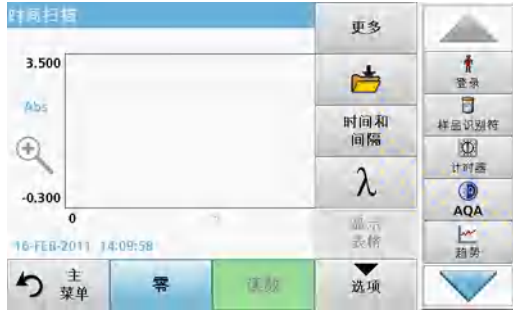 时间扫描
更多
3.500
Abs
-0.300
0
时间和
间隔
λ
显示
表格
16-FEB-2011 14:09:58
主
菜单
零
读数
选项
登录
样品识别符
计时器
AQA
趋势